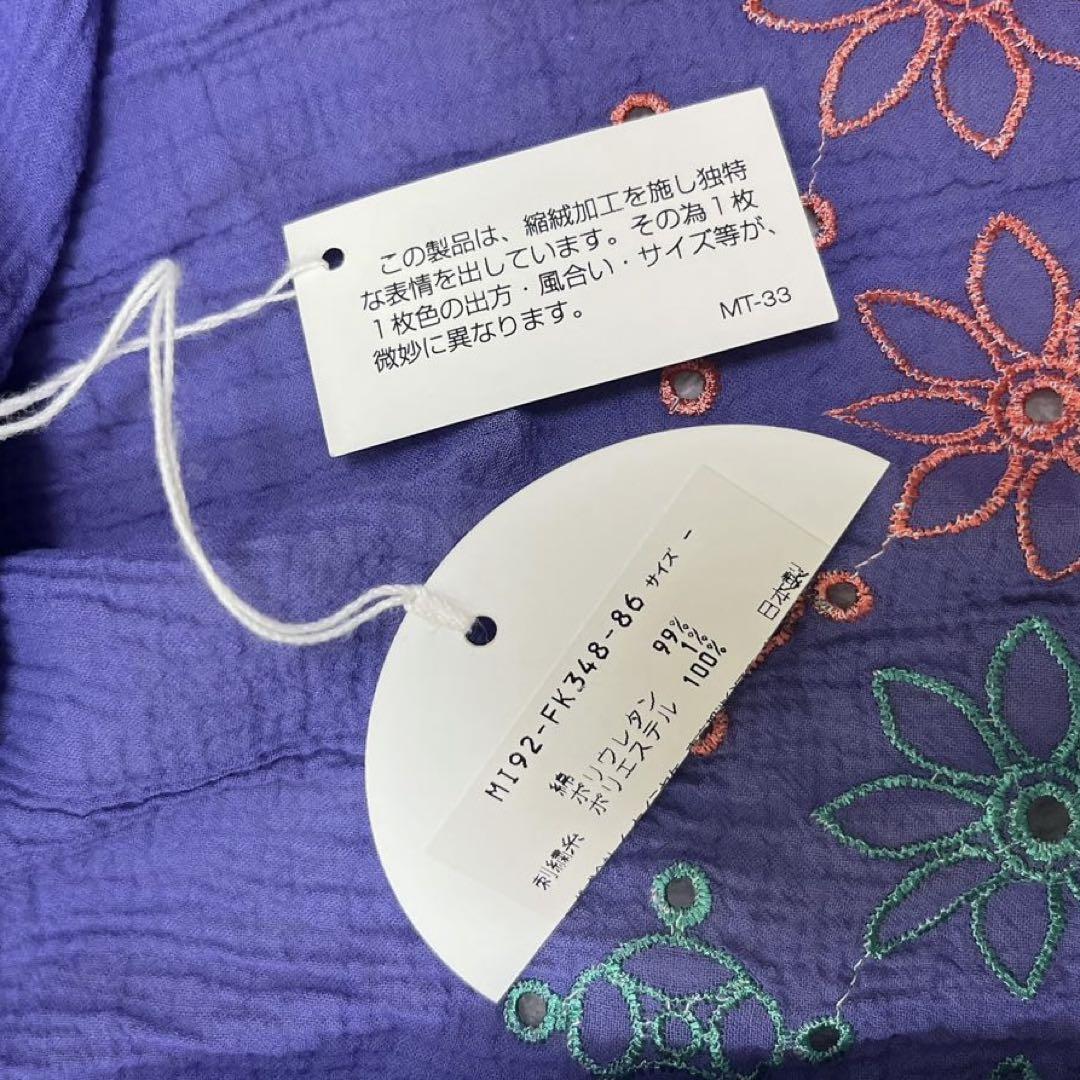 この製品は、縮絨加工を施し独特
な表情を出しています。その為1枚
1枚色の出方・風合い・サイズ等が、
微妙に異なります。
MT-33
MI92-FK348-86 サイズ -
綿 99%
ポリウレタン 1%
刺繍糸 ポリエステル 100%
日本製